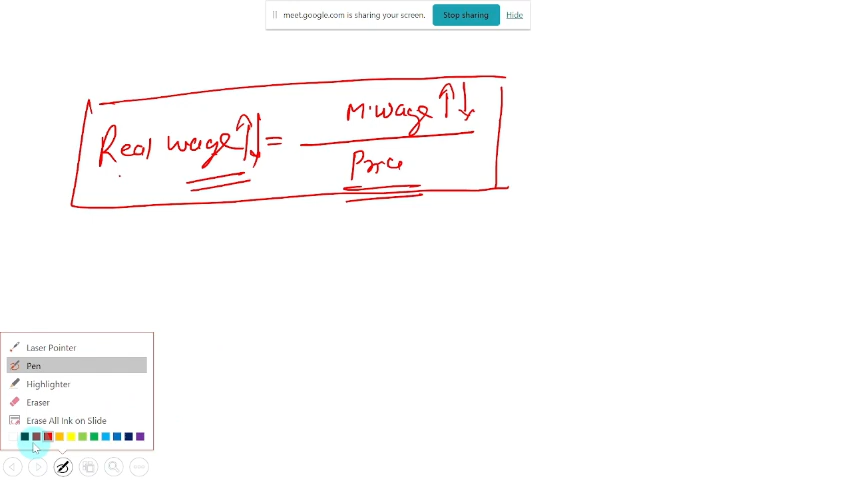 meet.google.com is sharing your screen. Stop sharing Hide
M.wage ↑↓
Real wage ↑↓ =
Price
Laser Pointer
Pen
Highlighter
Eraser
Erase All Ink on Slide